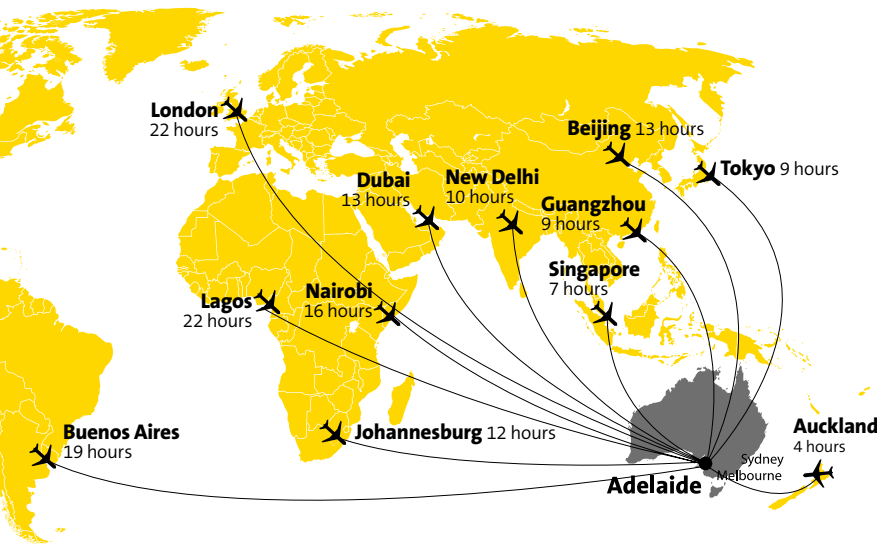 London
22 hours
Beijing 13 hours
Tokyo 9 hours
Dubai
13 hours
New Delhi
10 hours
Guangzhou
9 hours
Singapore
7 hours
Lagos
22 hours
Nairobi
16 hours
Buenos Aires
19 hours
Johannesburg 12 hours
Auckland
4 hours
Sydney
Melbourne
Adelaide